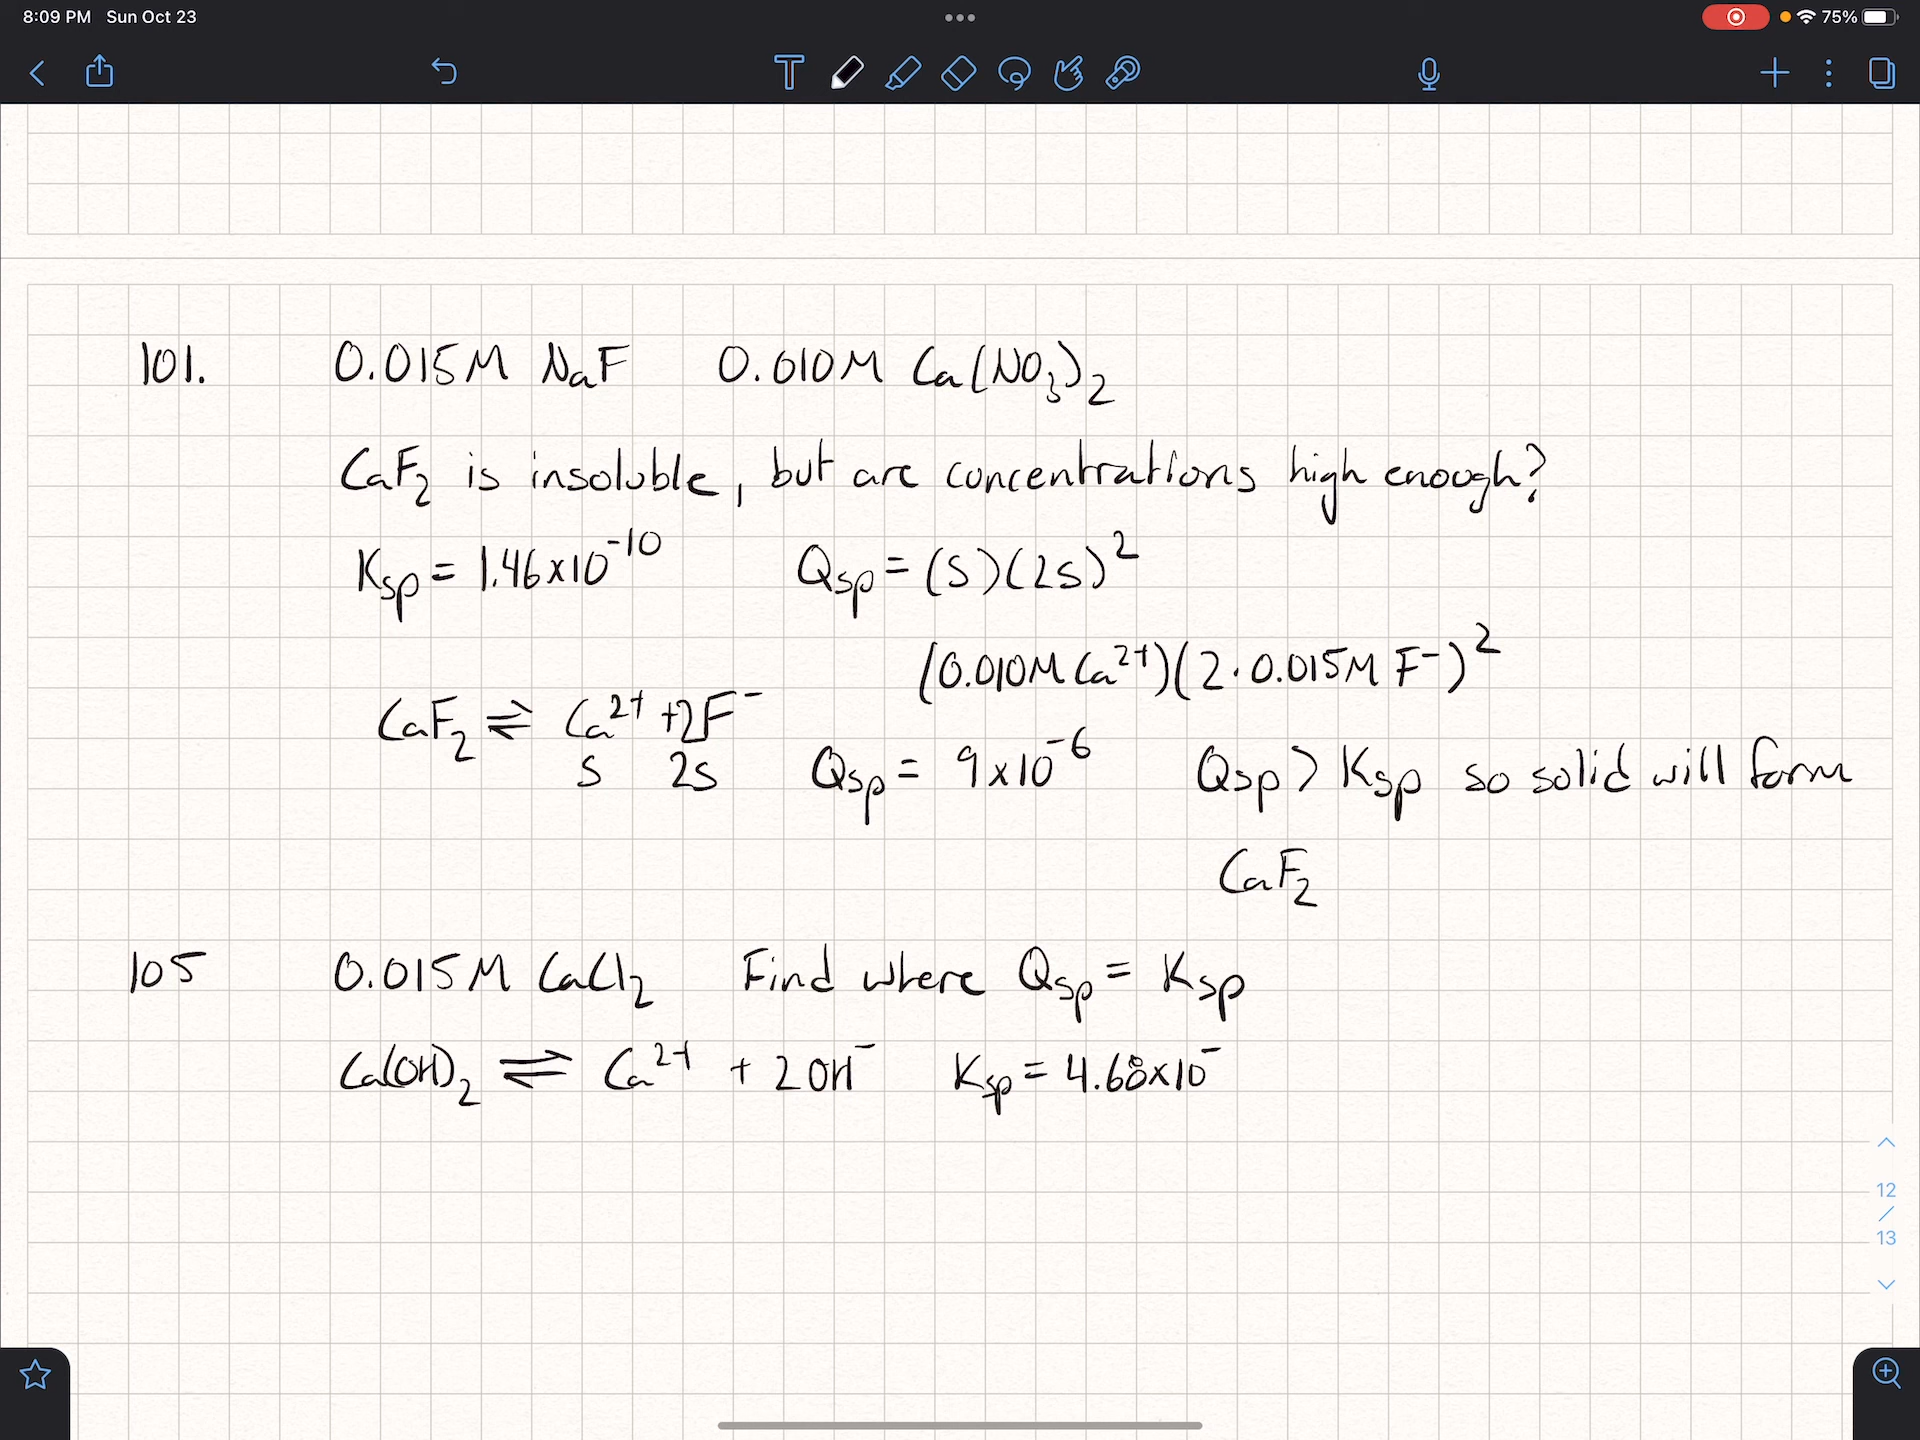 8:09 PM Sun Oct 23
75%
101. 0.015M NaF 0.010M Ca(NO₃)₂
CaF₂ is insoluble, but are concentrations high enough?
Ksp = 1.46x10⁻¹⁰ Qsp = (s)(2s)²
(0.010M Ca²⁺)(2·0.015M F⁻)²
CaF₂ ⇌ Ca²⁺ + 2F⁻
s 2s Qsp = 9x10⁻⁶ Qsp > Ksp so solid will form
CaF₂
105 0.015M CaCl₂ Find where Qsp = Ksp
Ca(OH)₂ ⇌ Ca²⁺ + 2OH⁻ Ksp = 4.68x10⁻
12
/
13